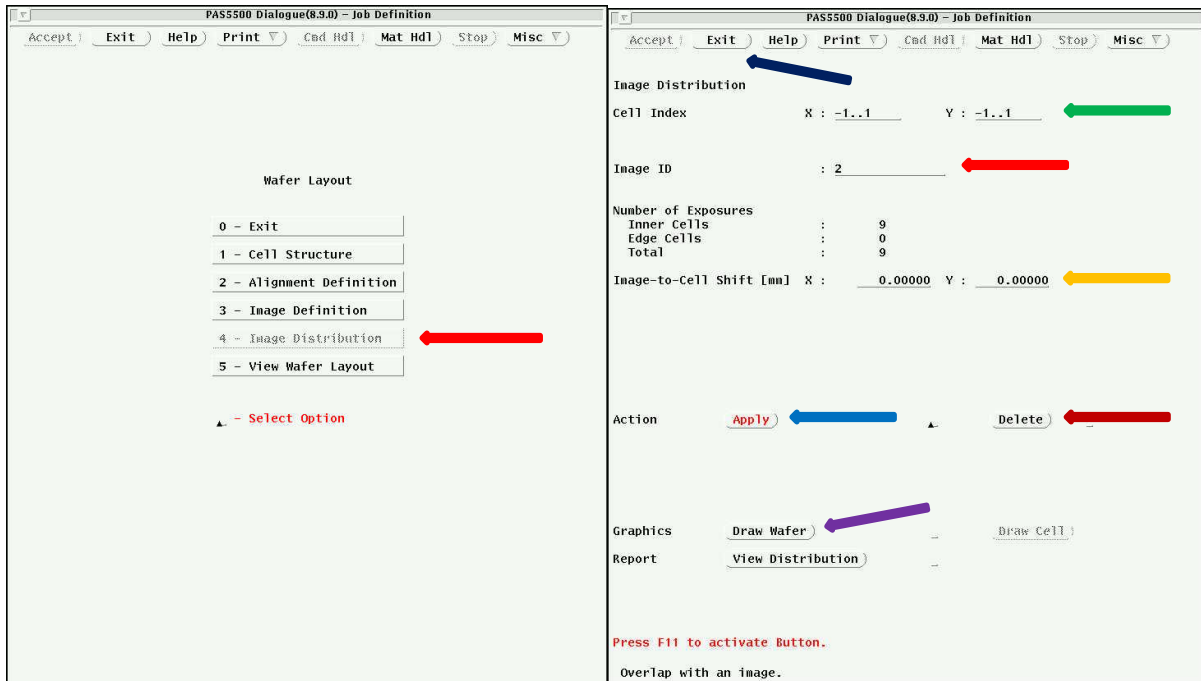 PAS5500 Dialogue(8.9.0) – Job Definition
Accept Exit Help Print Cmd Hdl Mat Hdl Stop Misc
Wafer Layout
0 – Exit
1 – Cell Structure
2 – Alignment Definition
3 – Image Definition
4 – Image Distribution
5 – View Wafer Layout
– Select Option
PAS5500 Dialogue(8.9.0) – Job Definition
Accept Exit Help Print Cmd Hdl Mat Hdl Stop Misc
Image Distribution
Cell Index X : -1..1 Y : -1..1
Image ID : 2
Number of Exposures
Inner Cells : 9
Edge Cells : 0
Total : 9
Image-to-Cell Shift [mm] X : 0.00000 Y : 0.00000
Action Apply Delete
Graphics Draw Wafer Draw Cell
Report View Distribution
Press F11 to activate Button.
Overlap with an image.